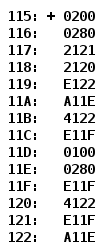 115: + 0200
116: 0280
117: 2121
118: 2120
119: E122
11A: A11E
11B: 4122
11C: E11F
11D: 0100
11E: 0280
11F: E11F
120: 4122
121: E11F
122: A11E